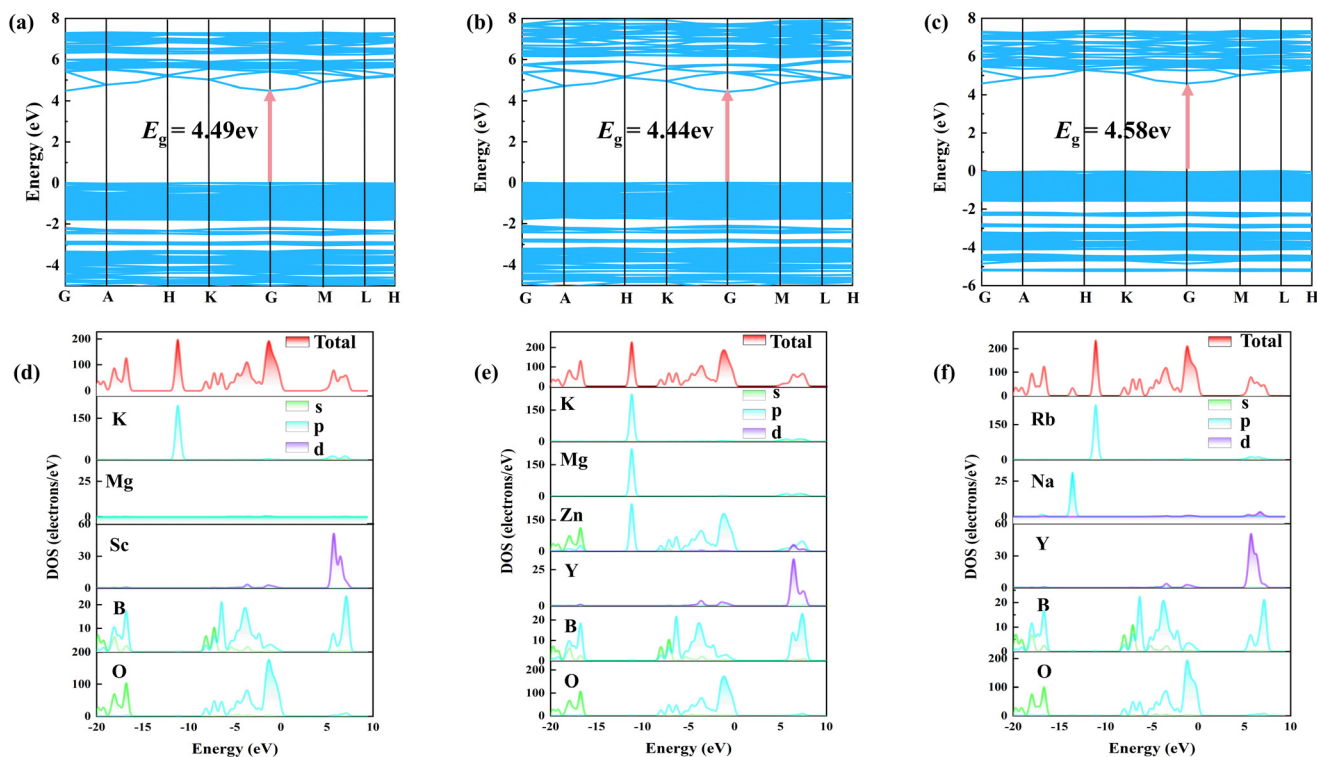 (a)
8
6
4
2
0
-2
-4
Energy (eV)
Eg = 4.49ev
G A H K G M L H
(b)
8
6
4
2
0
-2
-4
Energy (eV)
Eg = 4.44ev
G A H K G M L H
(c)
8
6
4
2
0
-2
-4
-6
Energy (eV)
Eg = 4.58ev
G A H K G M L H
(d)
DOS (electrons/eV)
200
100
0
Total
K
150
0
s
p
d
Mg
25
0
Sc
60
30
0
B
20
10
0
O
200
100
0
-20 -15 -10 -5 0 5 10
Energy (eV)
(e)
DOS (electrons/eV)
200
100
0
Total
K
150
0
s
p
d
Mg
150
0
Zn
150
0
Y
25
0
B
20
10
0
O
200
100
0
-20 -15 -10 -5 0 5 10
Energy (eV)
(f)
DOS (electrons/eV)
200
100
0
Total
Rb
150
0
s
p
d
Na
25
0
Y
60
30
0
B
20
10
0
O
200
100
0
-20 -15 -10 -5 0 5 10
Energy (eV)